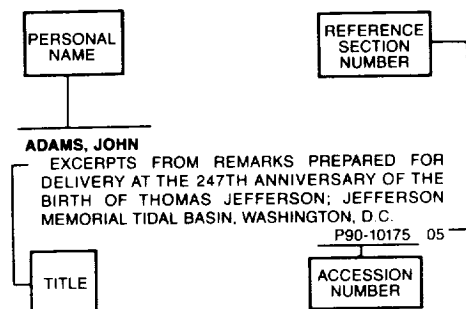 PERSONAL
NAME
REFERENCE
SECTION
NUMBER
ADAMS, JOHN
EXCERPTS FROM REMARKS PREPARED FOR
DELIVERY AT THE 247TH ANNIVERSARY OF THE
BIRTH OF THOMAS JEFFERSON; JEFFERSON
MEMORIAL TIDAL BASIN, WASHINGTON, D.C.
P90-10175 05
TITLE
ACCESSION
NUMBER